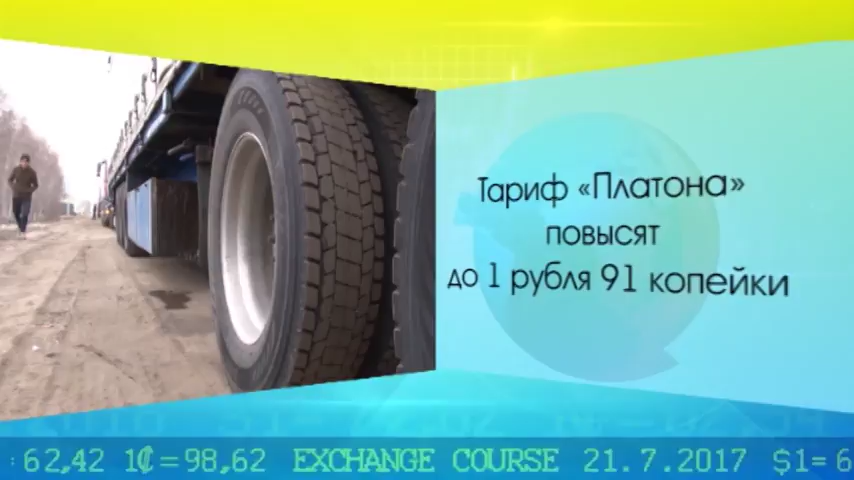 Тариф «Платона»
повысят
до 1 рубля 91 копейки
62,42 1₵=98,62 EXCHANGE COURSE 21.7.2017 $1=6